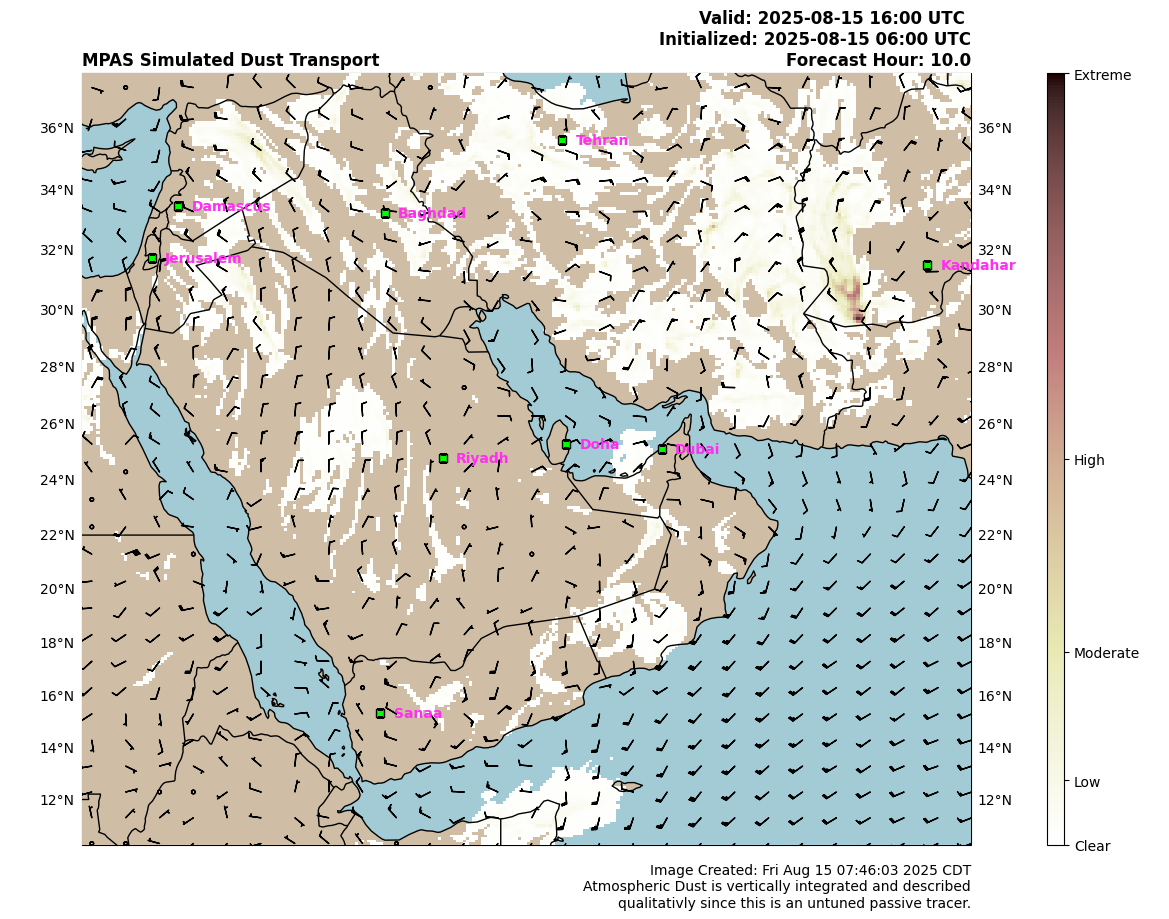 Valid: 2025-08-15 16:00 UTC
Initialized: 2025-08-15 06:00 UTC
MPAS Simulated Dust Transport Forecast Hour: 10.0
Extreme
36°N Tehran 36°N
34°N Damascus Baghdad 34°N
32°N Jerusalem Kandahar 32°N
30°N 30°N
28°N 28°N
26°N Doha Dubai 26°N
High
24°N Riyadh 24°N
22°N 22°N
20°N 20°N
18°N 18°N
Moderate
16°N Sanaa 16°N
14°N 14°N
Low
12°N 12°N
Clear
Image Created: Fri Aug 15 07:46:03 2025 CDT
Atmospheric Dust is vertically integrated and described
qualitativly since this is an untuned passive tracer.